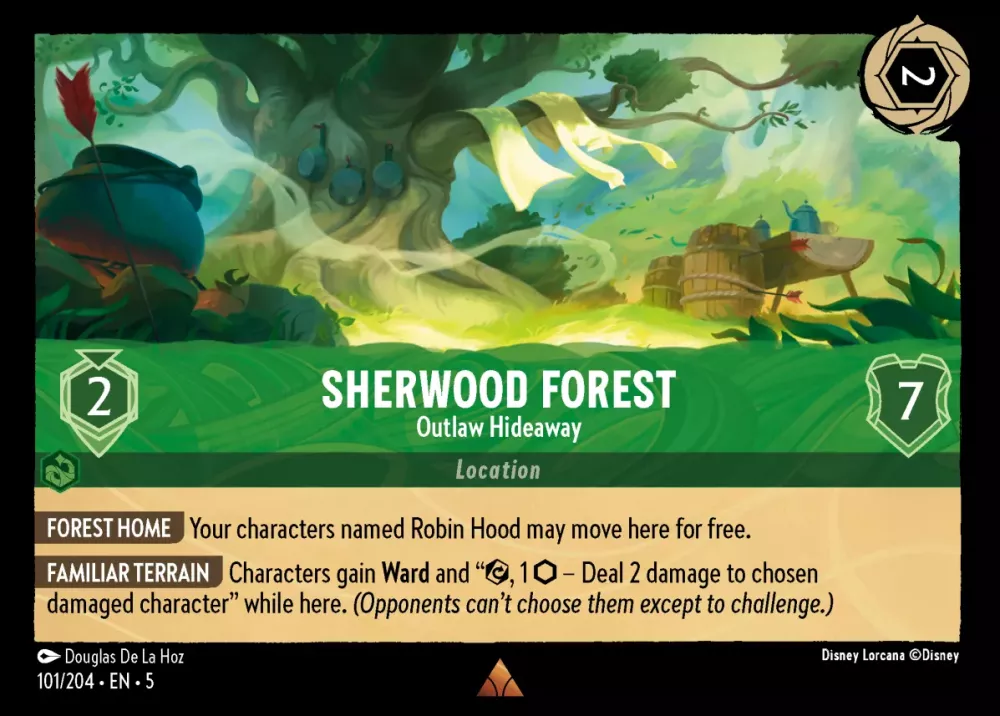 2
SHERWOOD FOREST
Outlaw Hideaway
2
7
Location
FOREST HOME Your characters named Robin Hood may move here for free.
FAMILIAR TERRAIN Characters gain Ward and “, 1 – Deal 2 damage to chosen
damaged character” while here. (Opponents can’t choose them except to challenge.)
Douglas De La Hoz
Disney Lorcana ©Disney
101/204 • EN • 5